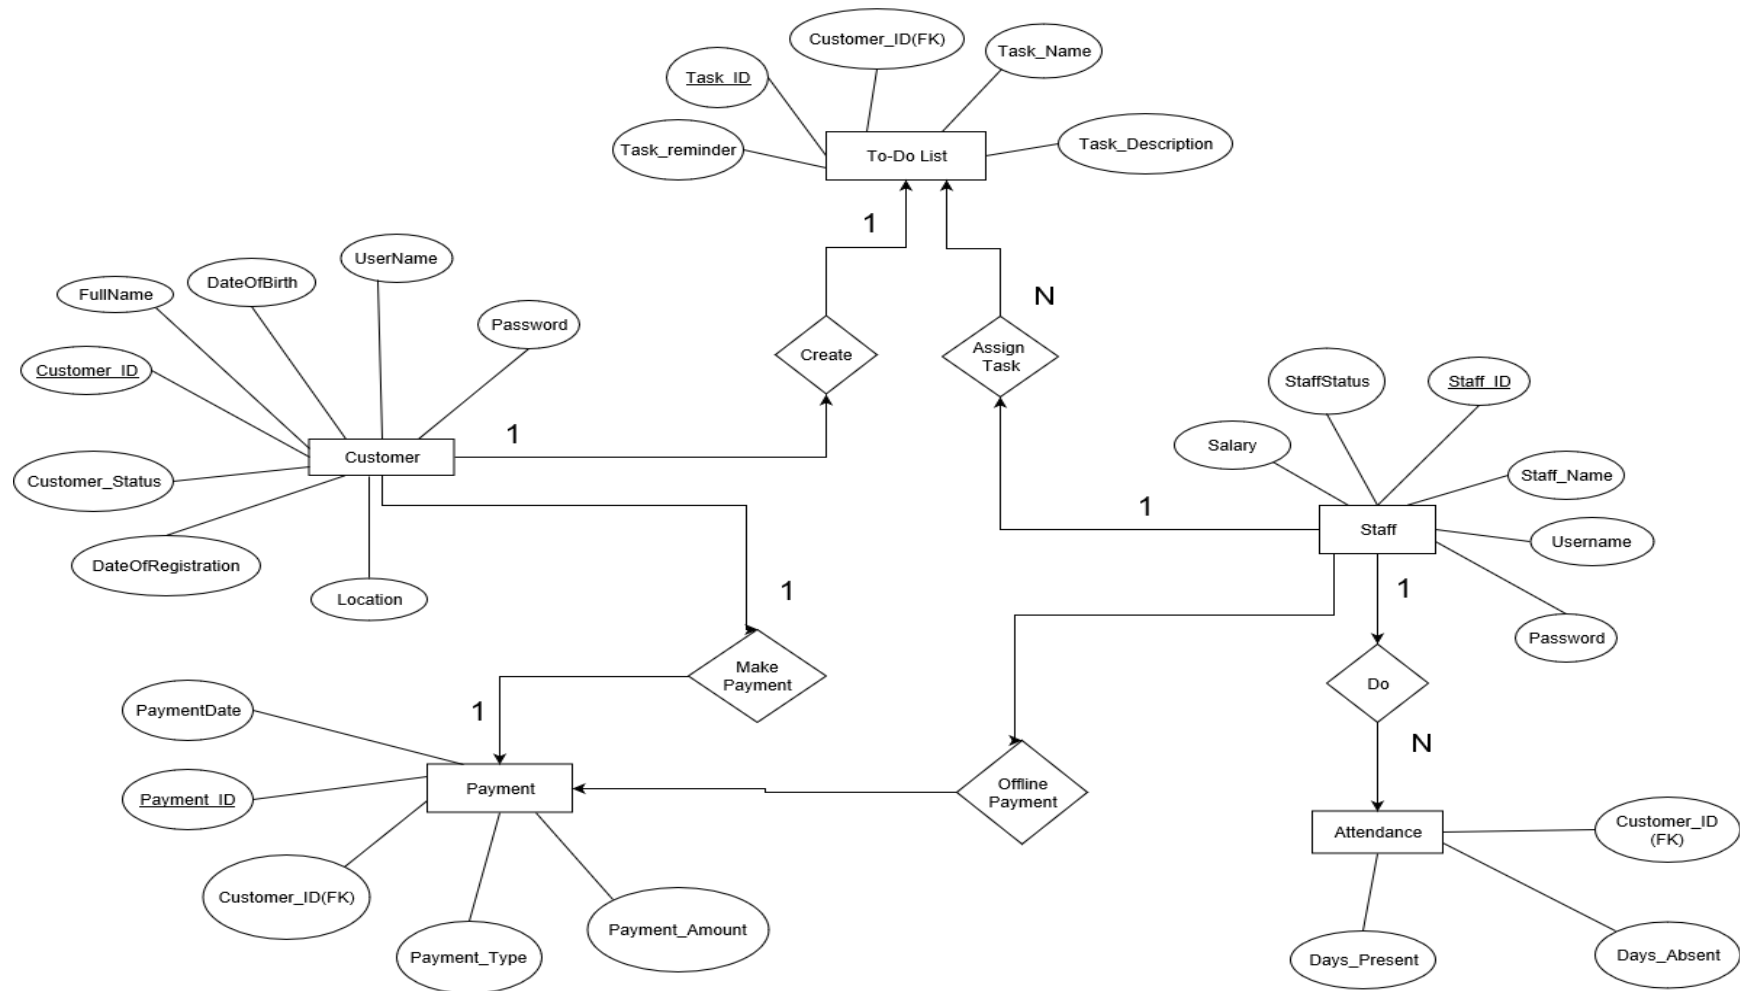 Customer_ID(FK)
Task_Name
Task_ID
Task_reminder
To-Do List
Task_Description
1
UserName
DateOfBirth
FullName
N
Password
Create
Assign
Task
Customer_ID
StaffStatus
Staff_ID
1
Salary
Customer
Customer_Status
Staff_Name
1
Staff
Username
DateOfRegistration
Location
1
1
Password
Make
Payment
Do
PaymentDate
1
N
Payment
Offline
Payment
Payment_ID
Customer_ID
(FK)
Attendance
Customer_ID(FK)
Payment_Amount
Payment_Type
Days_Present
Days_Absent